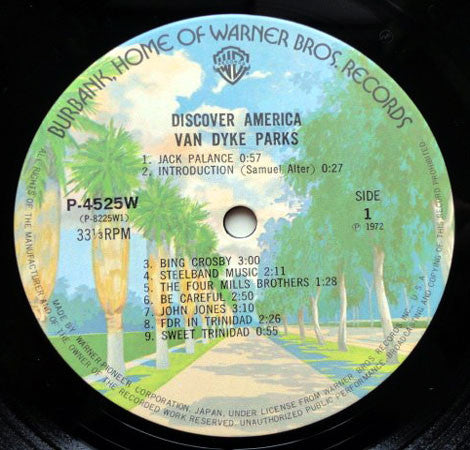 BURBANK, HOME OF WARNER BROS. RECORDS
DISCOVER AMERICA
VAN DYKE PARKS
1. JACK PALANCE 0:57
2. INTRODUCTION (Samuel Alter) 0:27
P-4525W
(P-8225W1)
33⅓RPM
SIDE
1
(P 1972
3. BING CROSBY 3:00
4. STEELBAND MUSIC 2:11
5. THE FOUR MILLS BROTHERS 1:28
6. BE CAREFUL 2:50
7. JOHN JONES 3:10
8. FDR IN TRINIDAD 2:26
9. SWEET TRINIDAD 0:55
MADE BY WARNER-PIONEER CORPORATION, JAPAN, UNDER LICENSE FROM WARNER BROS. RECORDS INC., U.S.A.
ALL RIGHTS OF THE MANUFACTURER AND OF THE OWNER OF THE RECORDED WORK RESERVED. UNAUTHORIZED PUBLIC PERFORMANCE, BROADCASTING AND COPYING OF THIS RECORD PROHIBITED.